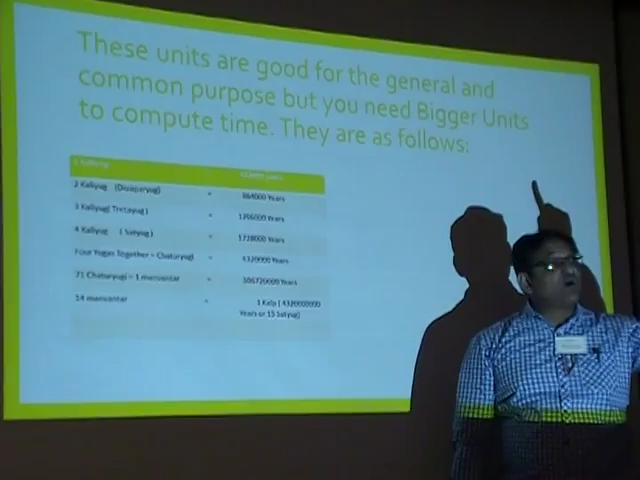 These units are good for the general and
common purpose but you need Bigger Units
to compute time. They are as follows:
1 Kaliyug
2 Kaliyug (Dwaparyug) = 864000 Years
3 Kaliyug( Tretayug ) = 1296000 Years
4 Kaliyug ( Satyug ) = 1728000 Years
Four Yugas Together = Chaturyugi = 4320000 Years
71 Chaturyugi = 1 manvantar = 306720000 Years
14 manvantar = 1 Kalp ( 4320000000
Years or 15 Satyug)